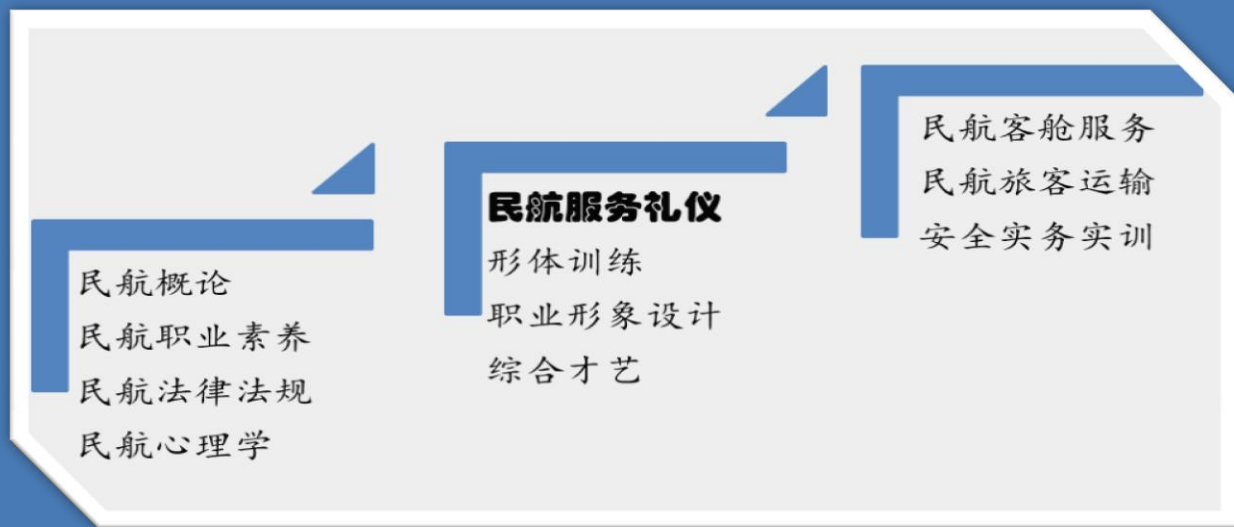 民航概论
民航职业素养
民航法律法规
民航心理学
民航服务礼仪
形体训练
职业形象设计
综合才艺
民航客舱服务
民航旅客运输
安全实务实训